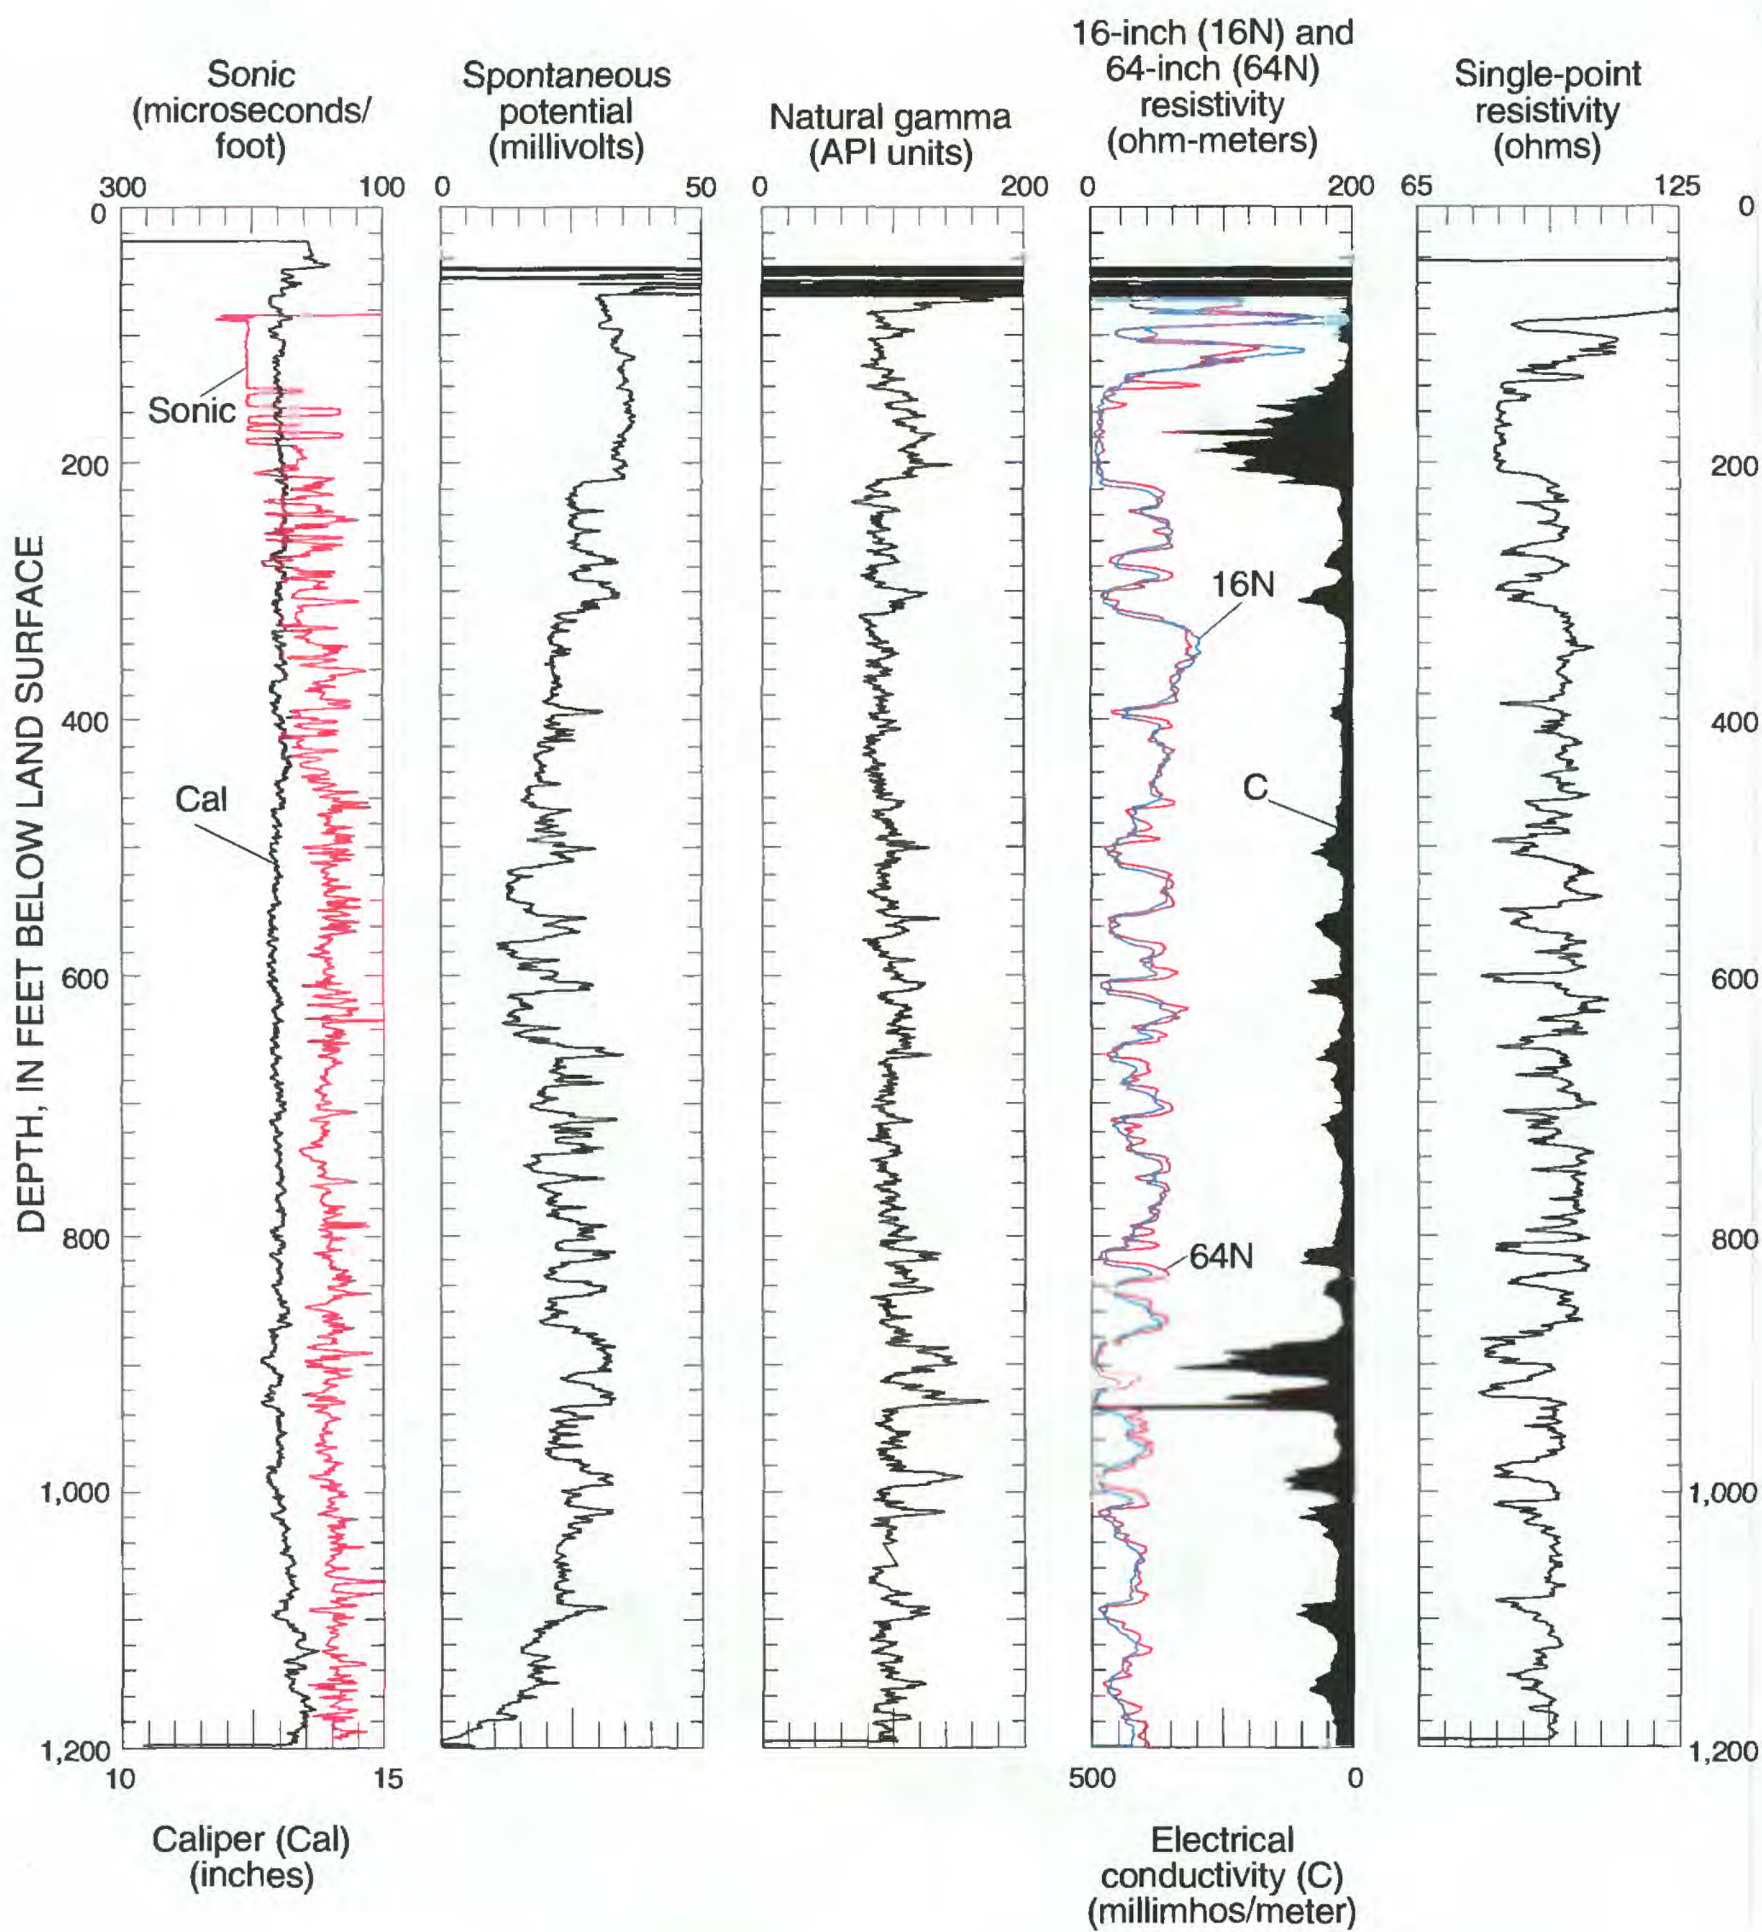 Sonic
(microseconds/
foot)
Spontaneous
potential
(millivolts)
Natural gamma
(API units)
16-inch (16N) and
64-inch (64N)
resistivity
(ohm-meters)
Single-point
resistivity
(ohms)
300 100 0 50 0 200 0 200 65 125
0 0
Sonic
200 200
16N
400 400
Cal
C
600 600
800 800
64N
1,000 1,000
1,200 1,200
DEPTH, IN FEET BELOW LAND SURFACE
10 15 500 0
Caliper (Cal)
(inches)
Electrical
conductivity (C)
(millimhos/meter)